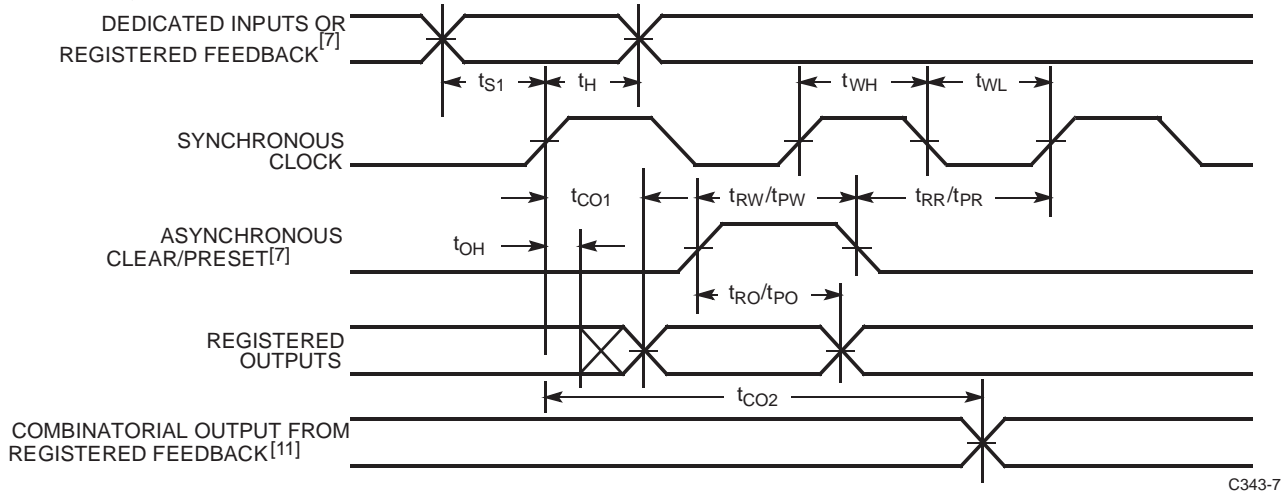 DEDICATED INPUTS OR
REGISTERED FEEDBACK[7]
tS1
tH
tWH
tWL
SYNCHRONOUS
CLOCK
tCO1
tRW/tPW
tRR/tPR
ASYNCHRONOUS
CLEAR/PRESET[7]
tOH
tRO/tPO
REGISTERED
OUTPUTS
tCO2
COMBINATORIAL OUTPUT FROM
REGISTERED FEEDBACK[11]
C343-7